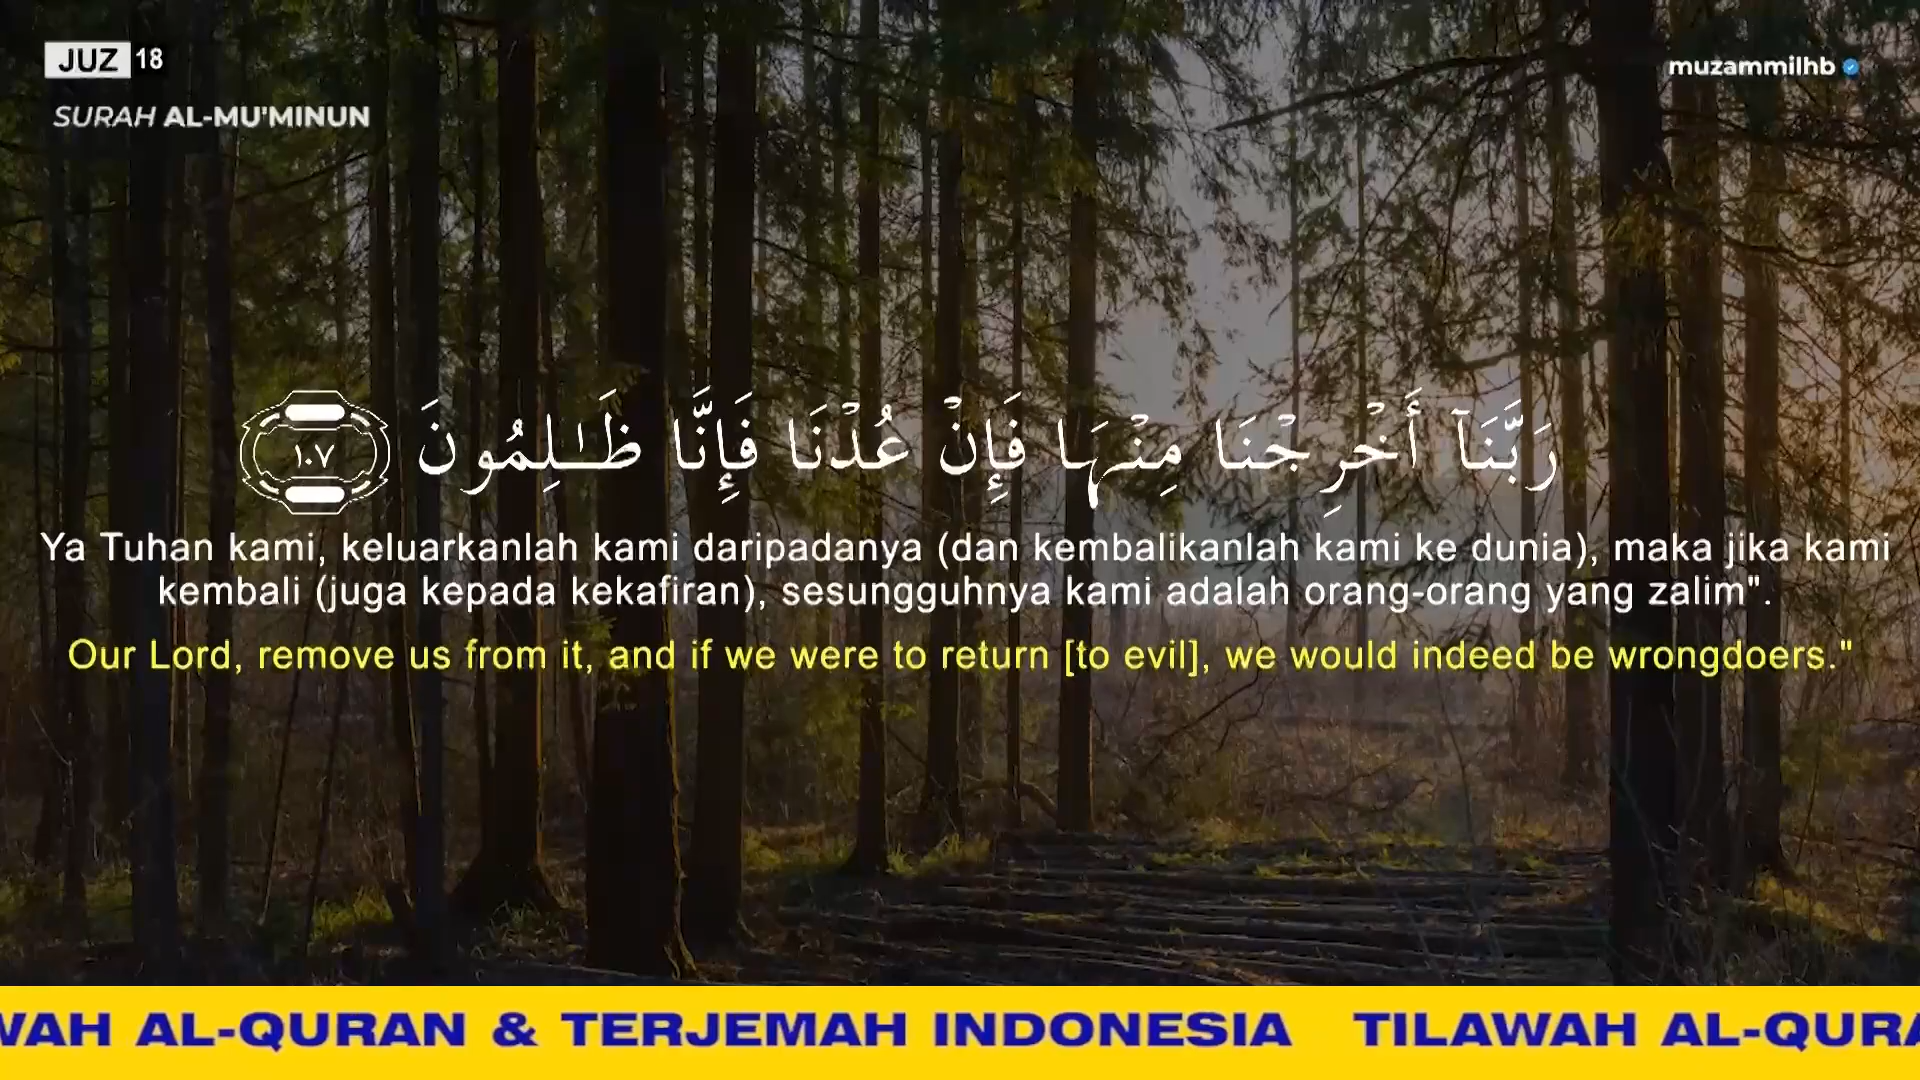 JUZ 18
muzammilhb
SURAH AL-MU'MINUN
رَبَّنَآ أَخْرِجْنَا مِنْهَا فَإِنْ عُدْنَا فَإِنَّا ظَـٰلِمُونَ ١٠٧
Ya Tuhan kami, keluarkanlah kami daripadanya (dan kembalikanlah kami ke dunia), maka jika kami
kembali (juga kepada kekafiran), sesungguhnya kami adalah orang-orang yang zalim".
Our Lord, remove us from it, and if we were to return [to evil], we would indeed be wrongdoers."
WAH AL-QURAN & TERJEMAH INDONESIA TILAWAH AL-QURA